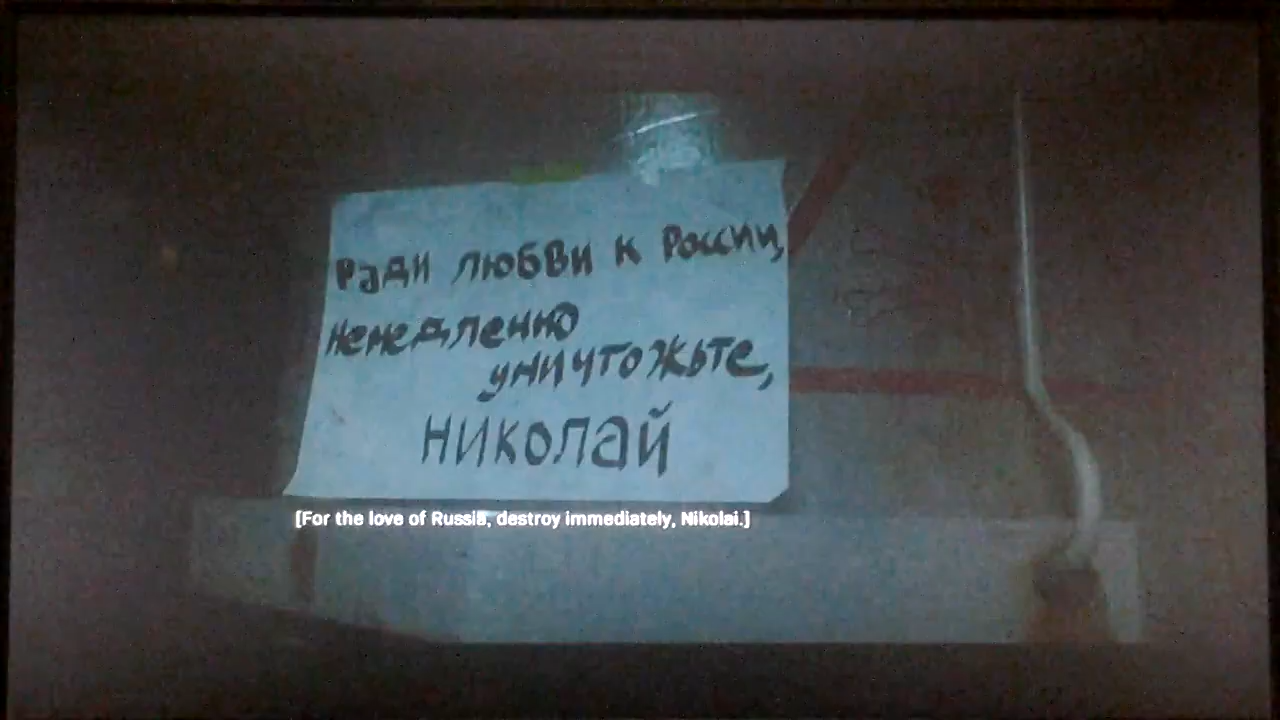 Ради любви к России,
немедленно
уничтожьте,
НИКОЛАЙ
[For the love of Russia, destroy immediately, Nikolai.]